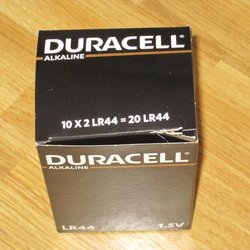 DURACELL®
ALKALINE
10 X 2 LR44 = 20 LR44
DURACELL®
ALKALINE
LR44 1.5V